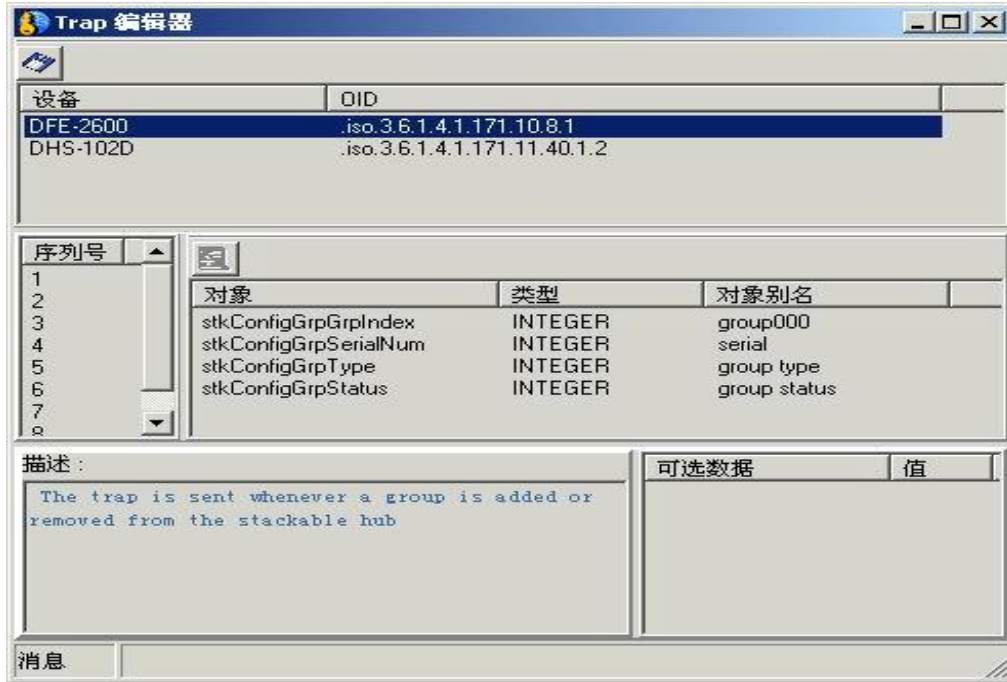 Trap 编辑器
设备 OID
DFE-2600 .iso.3.6.1.4.1.171.10.8.1
DHS-102D .iso.3.6.1.4.1.171.11.40.1.2
序列号
1
2
3
4
5
6
7
8
对象 类型 对象别名
stkConfigGrpGrpIndex INTEGER group000
stkConfigGrpSerialNum INTEGER serial
stkConfigGrpType INTEGER group type
stkConfigGrpStatus INTEGER group status
描述：
The trap is sent whenever a group is added or
removed from the stackable hub
可选数据 值
消息